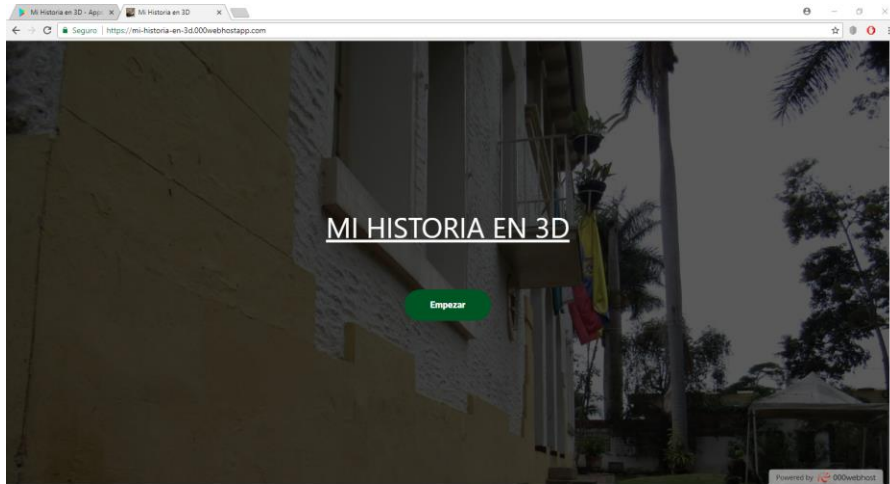 Mi Historia en 3D - Appr
Mi Historia en 3D
Seguro | https://mi-historia-en-3d.000webhostapp.com
MI HISTORIA EN 3D
Empezar
Powered by 000webhost